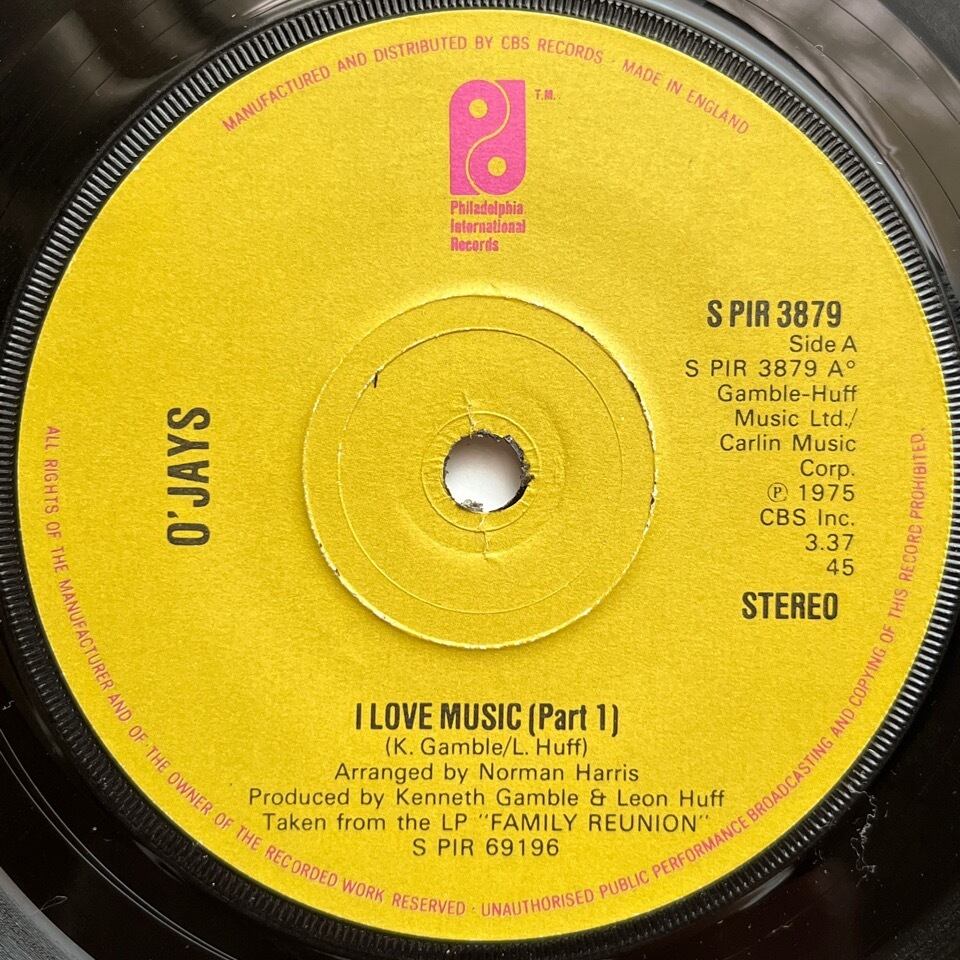 MANUFACTURED AND DISTRIBUTED BY CBS RECORDS · MADE IN ENGLAND
T.M.
Philadelphia
International
Records
S PIR 3879
Side A
S PIR 3879 A°
Gamble-Huff
Music Ltd./
Carlin Music
Corp.
℗ 1975
CBS Inc.
3.37
45
STEREO
O'JAYS
I LOVE MUSIC (Part 1)
(K. Gamble/L. Huff)
Arranged by Norman Harris
Produced by Kenneth Gamble & Leon Huff
Taken from the LP "FAMILY REUNION"
S PIR 69196
ALL RIGHTS OF THE MANUFACTURER AND OF THE OWNER OF THE RECORDED WORK RESERVED · UNAUTHORISED PUBLIC PERFORMANCE BROADCASTING AND COPYING OF THIS RECORD PROHIBITED.